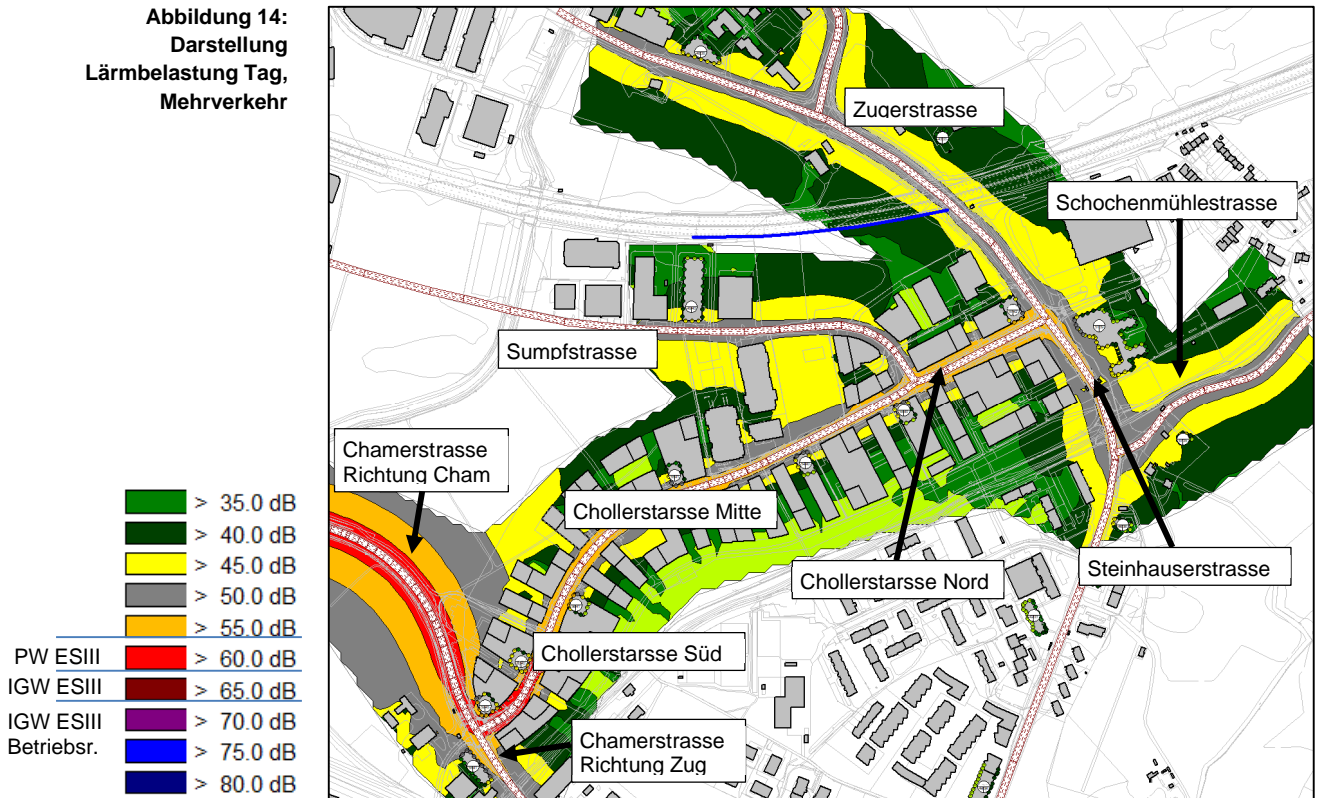 Abbildung 14:
Darstellung
Lärmbelastung Tag,
Mehrverkehr
Zugerstrasse
Schochenmühlestrasse
Sumpfstrasse
Chamerstrasse
Richtung Cham
Chollerstarsse Mitte
Chollerstarsse Nord
Steinhauserstrasse
Chollerstarsse Süd
Chamerstrasse
Richtung Zug
> 35.0 dB
> 40.0 dB
> 45.0 dB
> 50.0 dB
> 55.0 dB
PW ESIII > 60.0 dB
IGW ESIII > 65.0 dB
IGW ESIII > 70.0 dB
Betriebsr. > 75.0 dB
> 80.0 dB